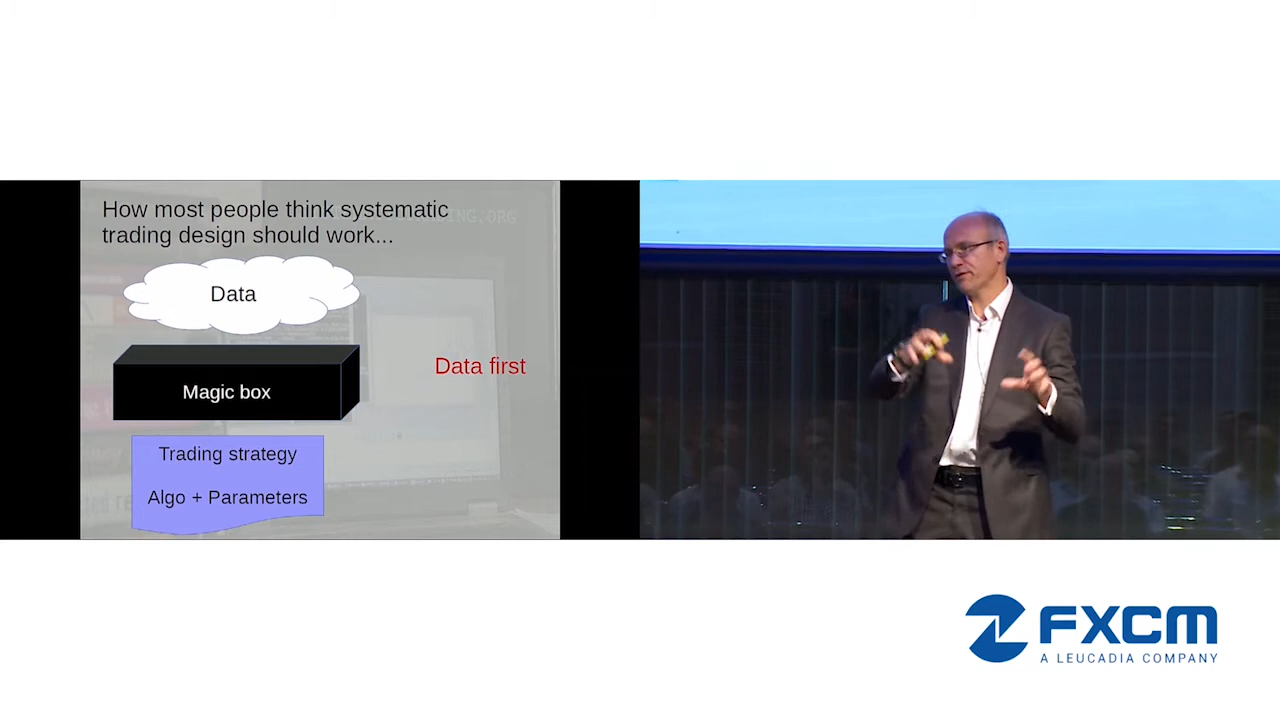 How most people think systematic
trading design should work...
Data
Magic box
Data first
Trading strategy
Algo + Parameters
FXCM
A LEUCADIA COMPANY